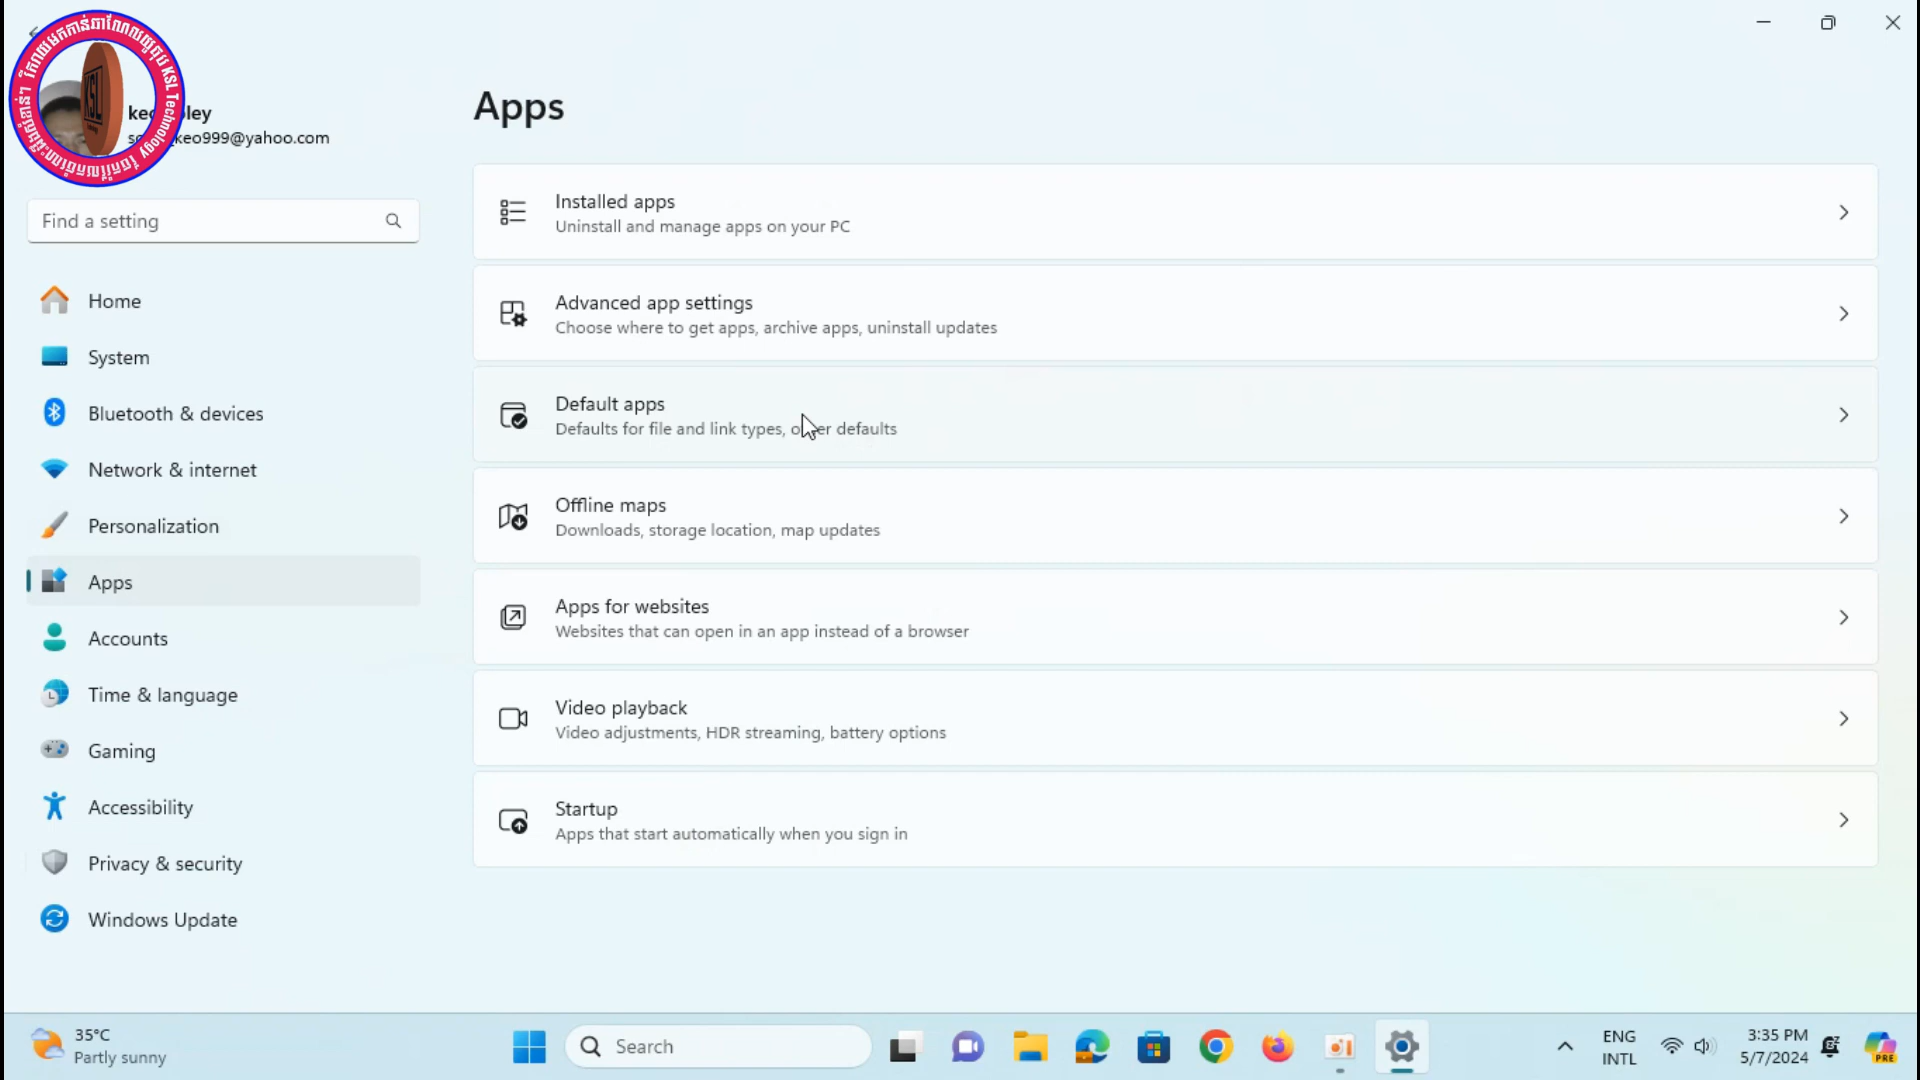 KSL Technology
KSL
Apps
Find a setting
Home
System
Bluetooth & devices
Network & internet
Personalization
Apps
Accounts
Time & language
Gaming
Accessibility
Privacy & security
Windows Update
Installed apps
Uninstall and manage apps on your PC
Advanced app settings
Choose where to get apps, archive apps, uninstall updates
Default apps
Defaults for file and link types, other defaults
Offline maps
Downloads, storage location, map updates
Apps for websites
Websites that can open in an app instead of a browser
Video playback
Video adjustments, HDR streaming, battery options
Startup
Apps that start automatically when you sign in
35°C
Partly sunny
Search
ENG
INTL
3:35 PM
5/7/2024
PRE